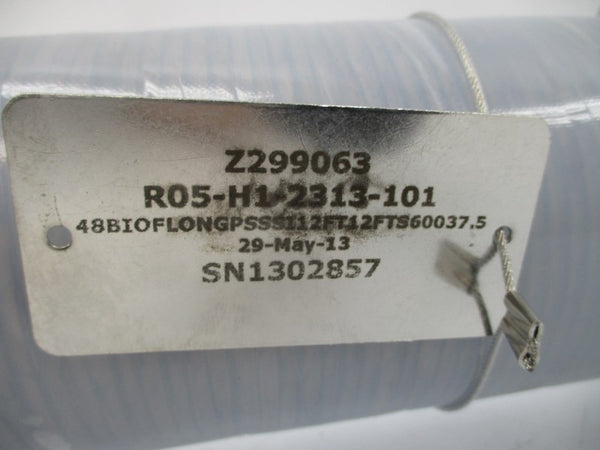 Z299063
R05-H1-2313-101
48BIOFLONGPSSSI12FT12FTS60037.5
29-May-13
SN1302857